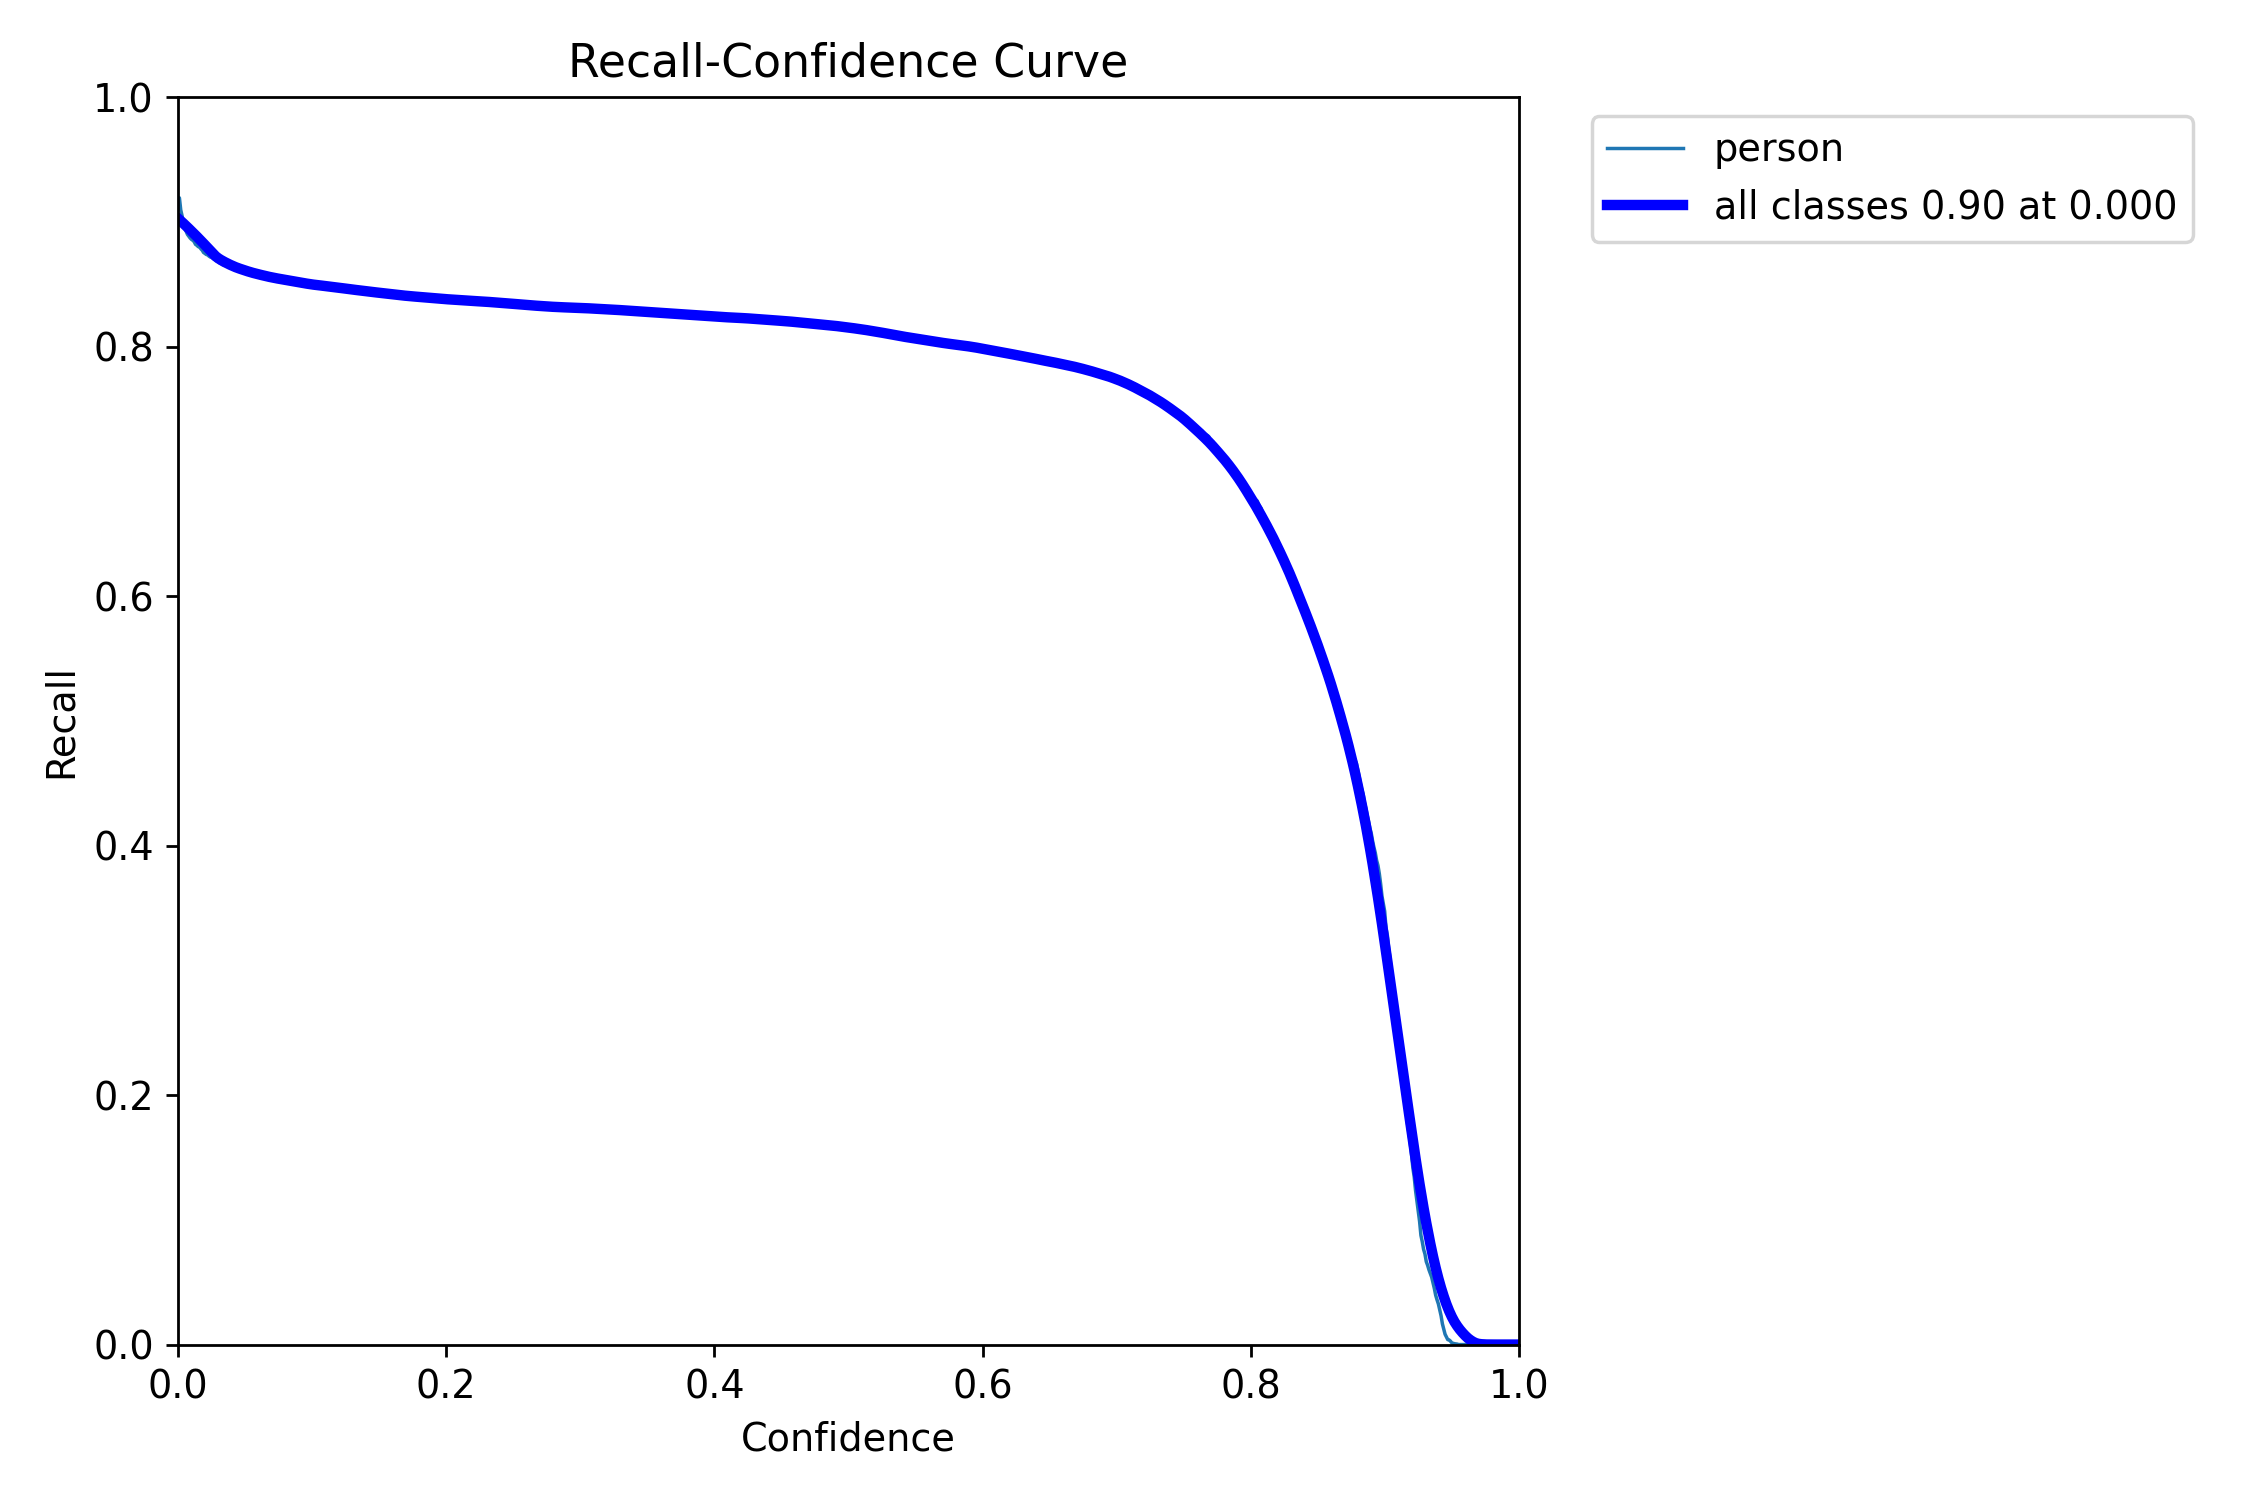 Recall-Confidence Curve
1.0
0.8
0.6
0.4
0.2
0.0
Recall
0.0 0.2 0.4 0.6 0.8 1.0
Confidence
person
all classes 0.90 at 0.000